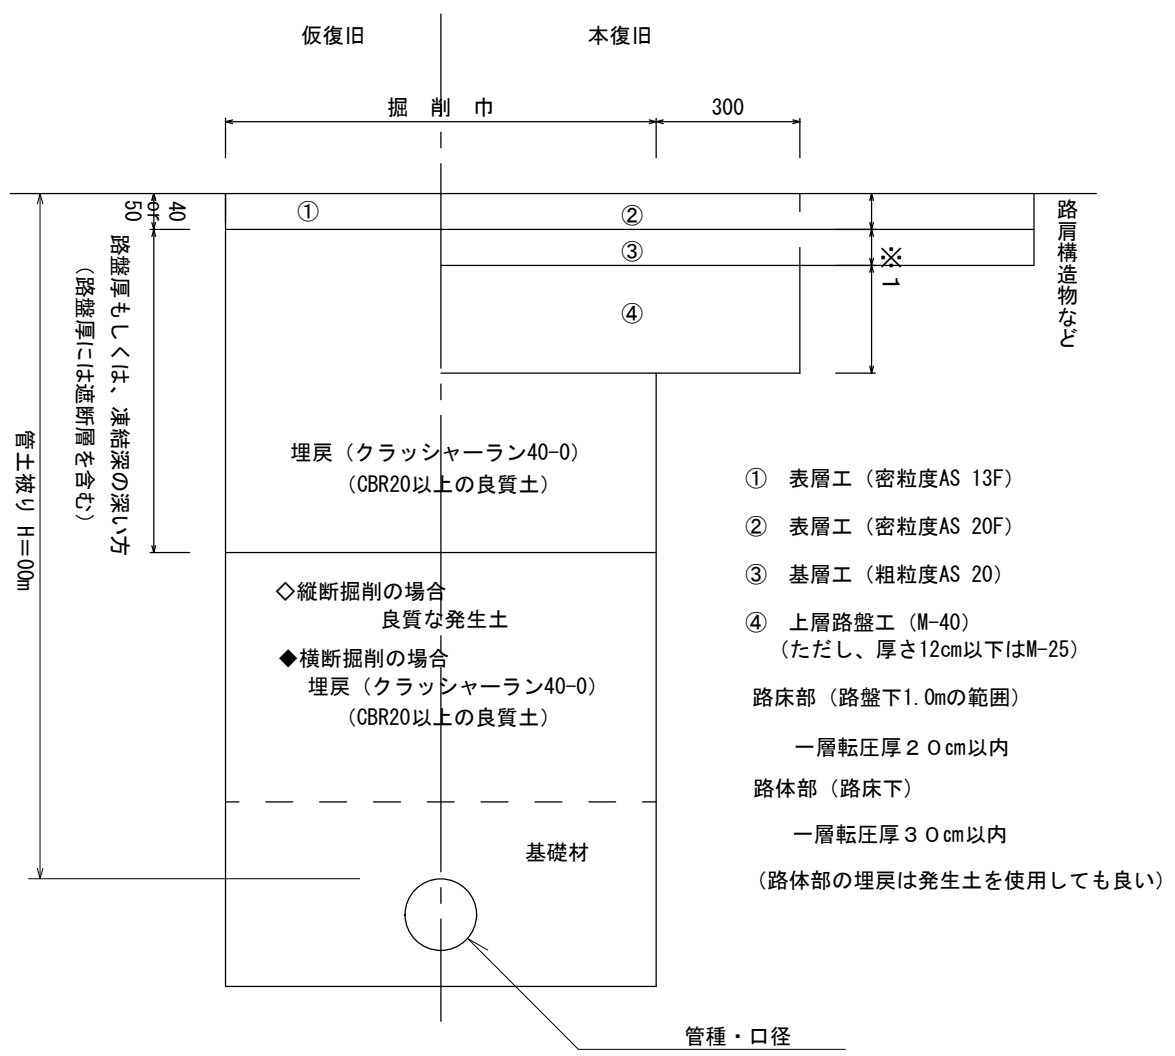 仮復旧
本復旧
掘 削 巾
300
40
or
50
①
②
③
④
※1
路肩構造物など
路盤厚もしくは、凍結深の深い方
（路盤厚には遮断層を含む）
管土被り H＝00m
埋戻（クラッシャーラン40-0）
（CBR20以上の良質土）
◇縦断掘削の場合
良質な発生土
◆横断掘削の場合
埋戻（クラッシャーラン40-0）
（CBR20以上の良質土）
基礎材
管種・口径
① 表層工（密粒度AS 13F）
② 表層工（密粒度AS 20F）
③ 基層工（粗粒度AS 20）
④ 上層路盤工（M-40）
（ただし、厚さ12cm以下はM-25）
路床部（路盤下1.0mの範囲）
一層転圧厚２０cm以内
路体部（路床下）
一層転圧厚３０cm以内
（路体部の埋戻は発生土を使用しても良い）